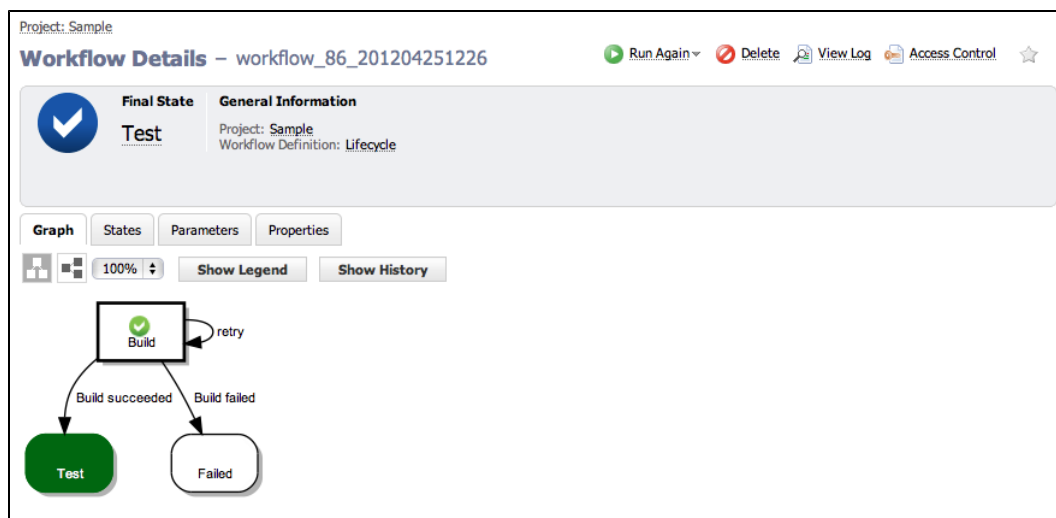 Project: Sample
Workflow Details – workflow_86_201204251226
Run Again Delete View Log Access Control
Final State General Information
Test
Project: Sample
Workflow Definition: Lifecycle
Graph States Parameters Properties
100% Show Legend Show History
Build
retry
Build succeeded Build failed
Test Failed